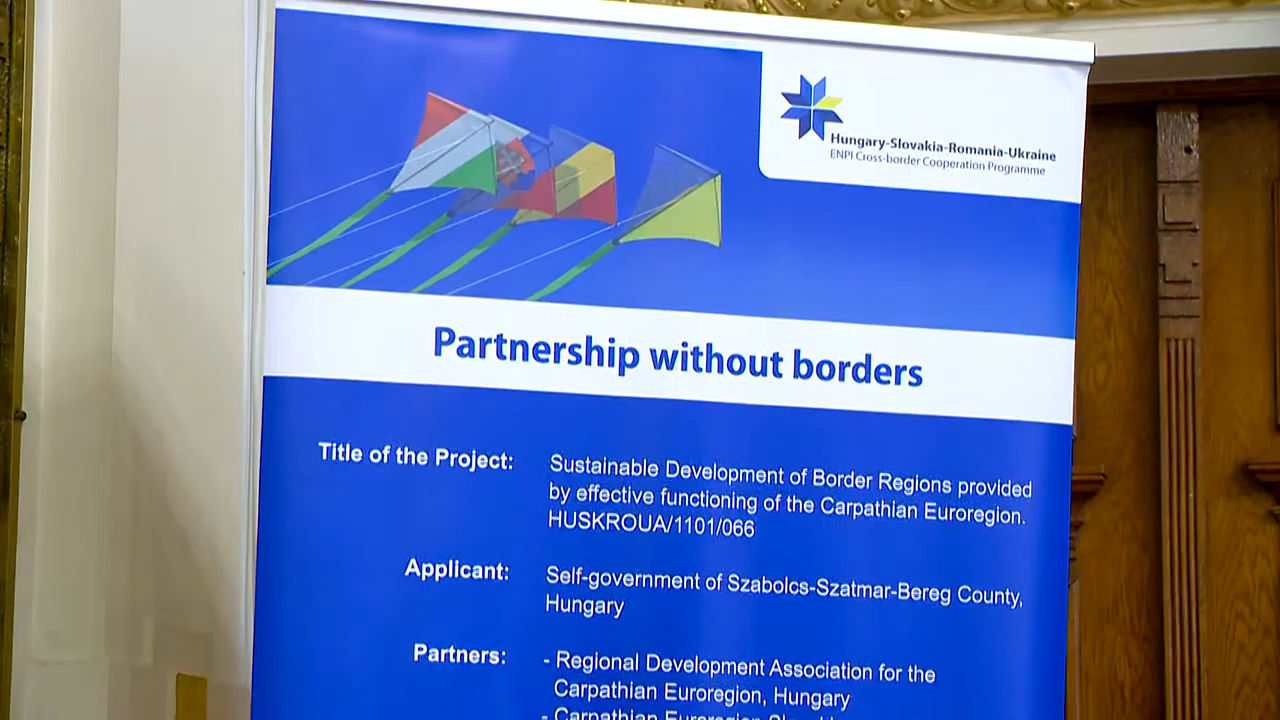 Hungary-Slovakia-Romania-Ukraine
ENPI Cross-border Cooperation Programme
Partnership without borders
Title of the Project:
Sustainable Development of Border Regions provided
by effective functioning of the Carpathian Euroregion.
HUSKROUA/1101/066
Applicant:
Self-government of Szabolcs-Szatmar-Bereg County,
Hungary
Partners:
- Regional Development Association for the
Carpathian Euroregion, Hungary
- Carpathian Euroregion